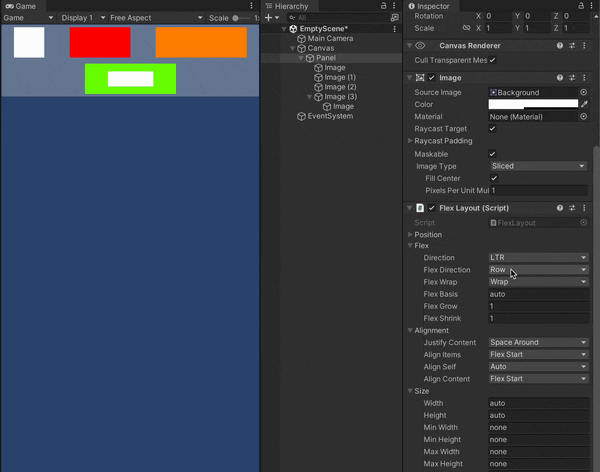 Game
Game Display 1 Free Aspect Scale 1:
Hierarchy
All
EmptyScene*
Main Camera
Canvas
Panel
Image
Image (1)
Image (2)
Image (3)
Image
EventSystem
Inspector
Rotation X 0 Y 0 Z 0
Scale X 1 Y 1 Z 1
Canvas Renderer
Cull Transparent Mes
Image
Source Image Background
Color
Material None (Material)
Raycast Target
Raycast Padding
Maskable
Image Type Sliced
Fill Center
Pixels Per Unit Mul 1
Flex Layout (Script)
Script FlexLayout
Position
Flex
Direction LTR
Flex Direction Row
Flex Wrap Wrap
Flex Basis auto
Flex Grow 1
Flex Shrink 1
Alignment
Justify Content Space Around
Align Items Flex Start
Align Self Auto
Align Content Flex Start
Size
Width auto
Height auto
Min Width none
Min Height none
Max Width none
Max Height none